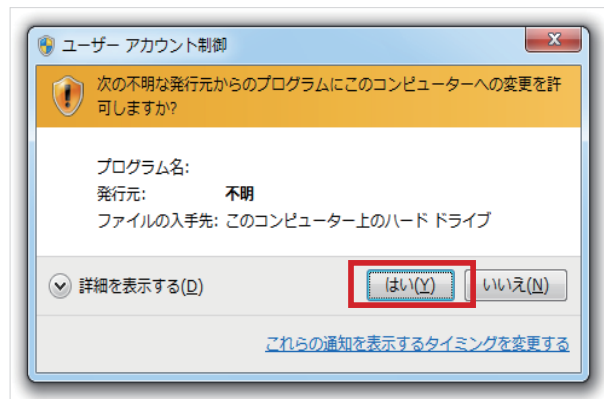 ユーザー アカウント制御
次の不明な発行元からのプログラムにこのコンピューターへの変更を許
可しますか?
プログラム名:
発行元: 不明
ファイルの入手先: このコンピューター上のハード ドライブ
詳細を表示する(D) はい(Y) いいえ(N)
これらの通知を表示するタイミングを変更する